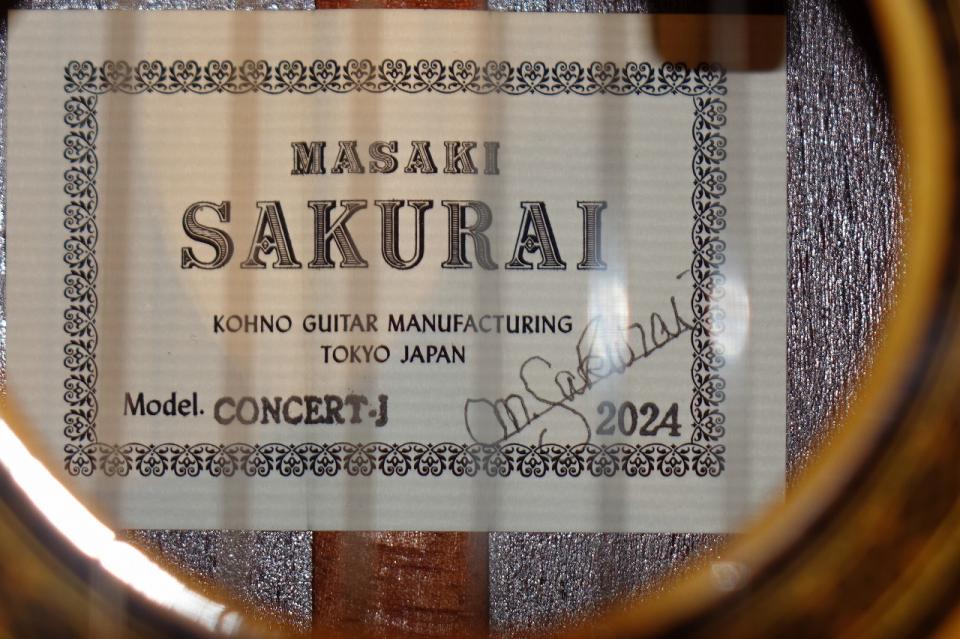 MASAKI
SAKURAI
KOHNO GUITAR MANUFACTURING
TOKYO JAPAN
Model. CONCERT-J
M. Sakurai
2024